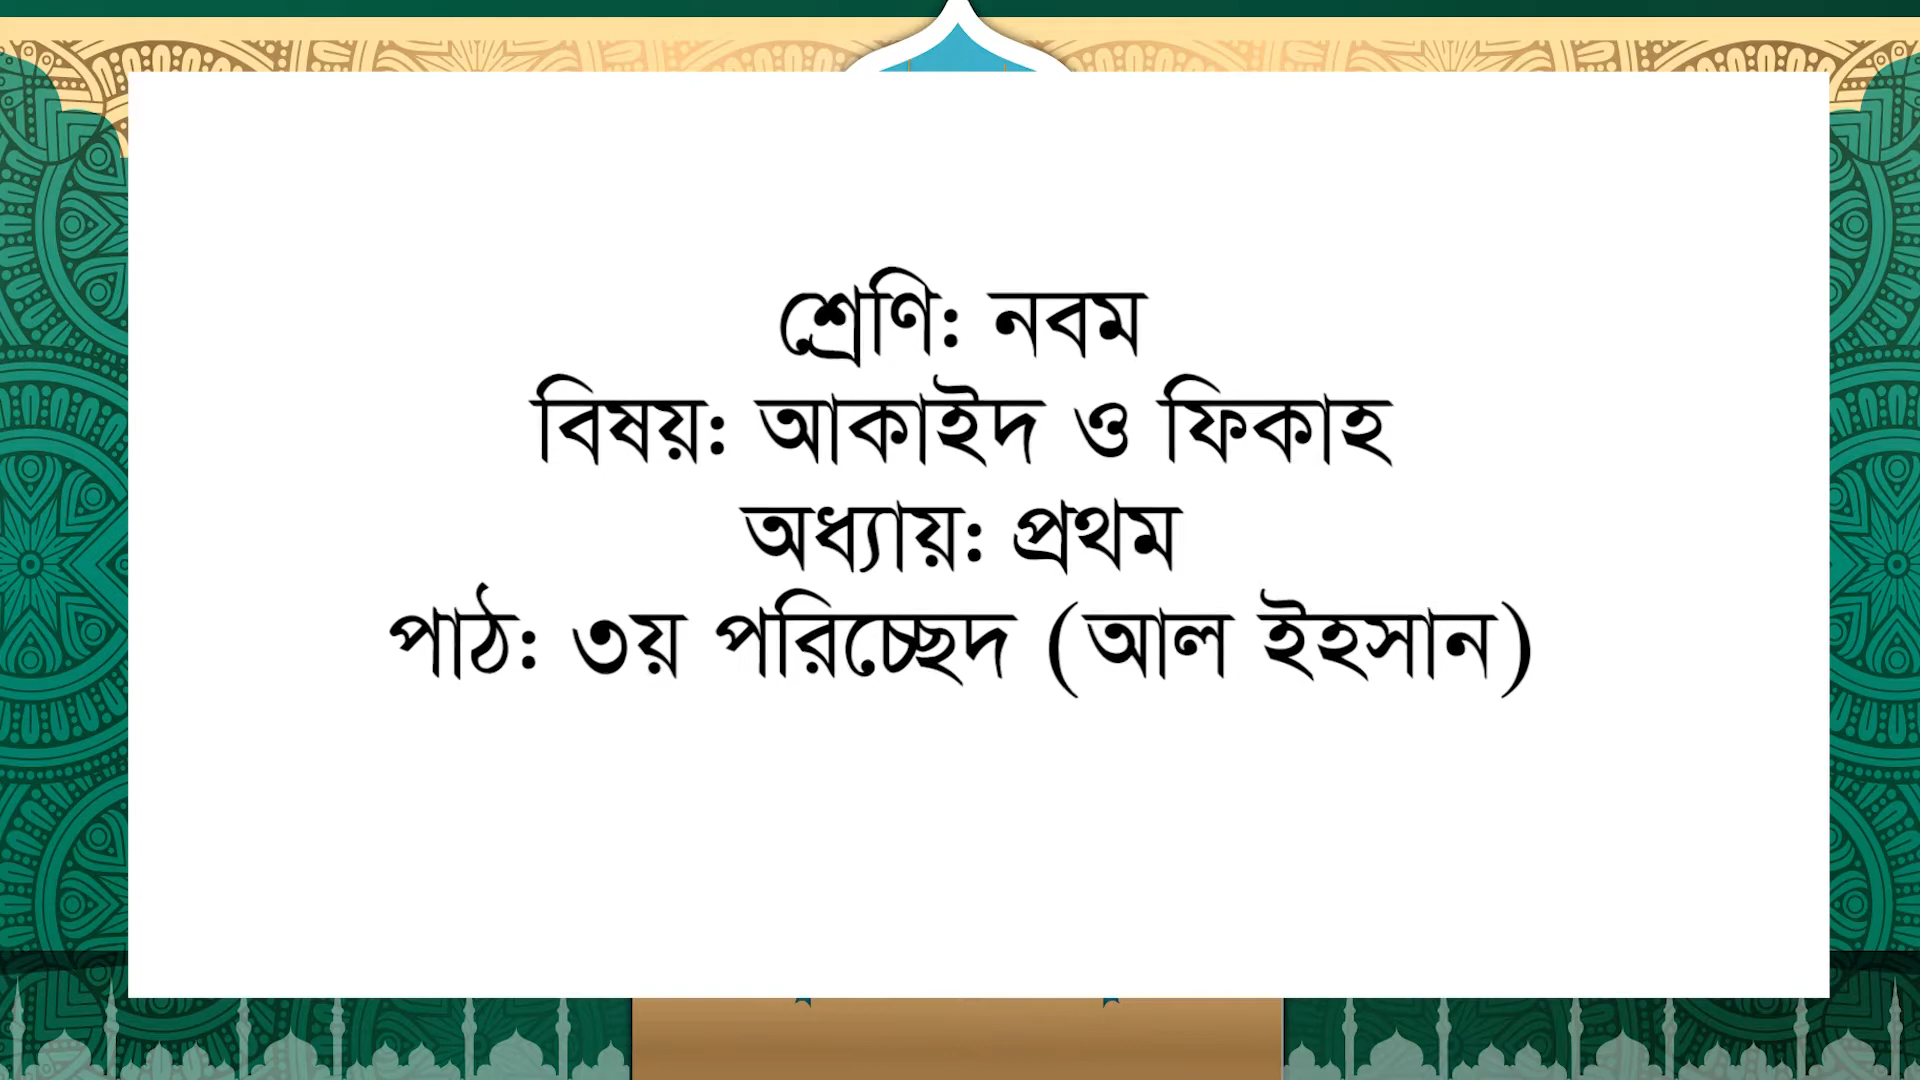 শ্রেণি: নবম
বিষয়: আকাইদ ও ফিকাহ
অধ্যায়: প্রথম
পাঠ: ৩য় পরিচ্ছেদ (আল ইহসান)